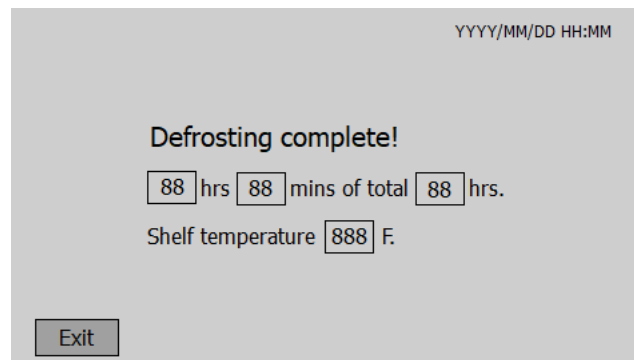 YYYY/MM/DD HH:MM
Defrosting complete!
88 hrs 88 mins of total 88 hrs.
Shelf temperature 888 F.
Exit